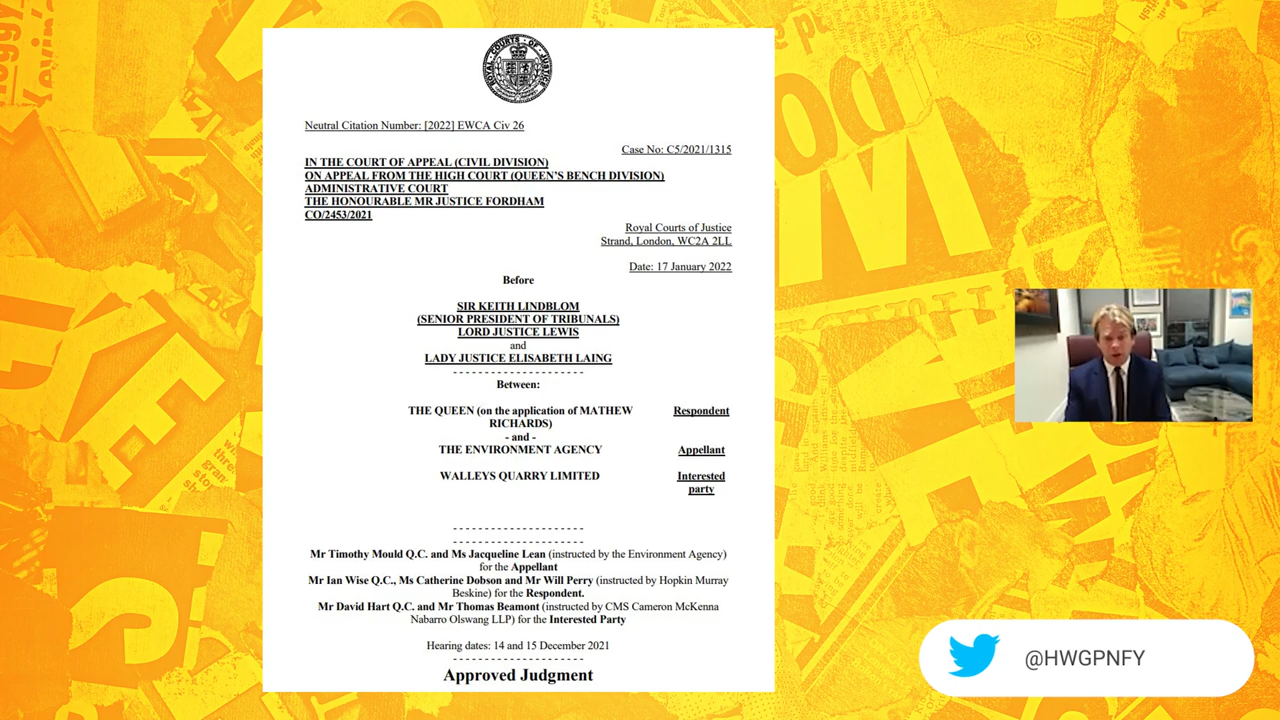 ROYAL · COURTS · OF · JUSTICE
Neutral Citation Number: [2022] EWCA Civ 26
Case No: C5/2021/1315
IN THE COURT OF APPEAL (CIVIL DIVISION)
ON APPEAL FROM THE HIGH COURT (QUEEN'S BENCH DIVISION)
ADMINISTRATIVE COURT
THE HONOURABLE MR JUSTICE FORDHAM
CO/2453/2021
Royal Courts of Justice
Strand, London, WC2A 2LL
Date: 17 January 2022
Before
SIR KEITH LINDBLOM
(SENIOR PRESIDENT OF TRIBUNALS)
LORD JUSTICE LEWIS
and
LADY JUSTICE ELISABETH LAING
- - - - - - - - - - - - - - - - - - - -
Between:
THE QUEEN (on the application of MATHEW Respondent
RICHARDS)
- and -
THE ENVIRONMENT AGENCY Appellant
WALLEYS QUARRY LIMITED Interested
party
- - - - - - - - - - - - - - - - - - - -
- - - - - - - - - - - - - - - - - - - -
Mr Timothy Mould Q.C. and Ms Jacqueline Lean (instructed by the Environment Agency)
for the Appellant
Mr Ian Wise Q.C., Ms Catherine Dobson and Mr Will Perry (instructed by Hopkin Murray
Beskine) for the Respondent.
Mr David Hart Q.C. and Mr Thomas Beamont (instructed by CMS Cameron McKenna
Nabarro Olswang LLP) for the Interested Party
Hearing dates: 14 and 15 December 2021
- - - - - - - - - - - - - - - - - - - -
Approved Judgment
@HWGPNFY